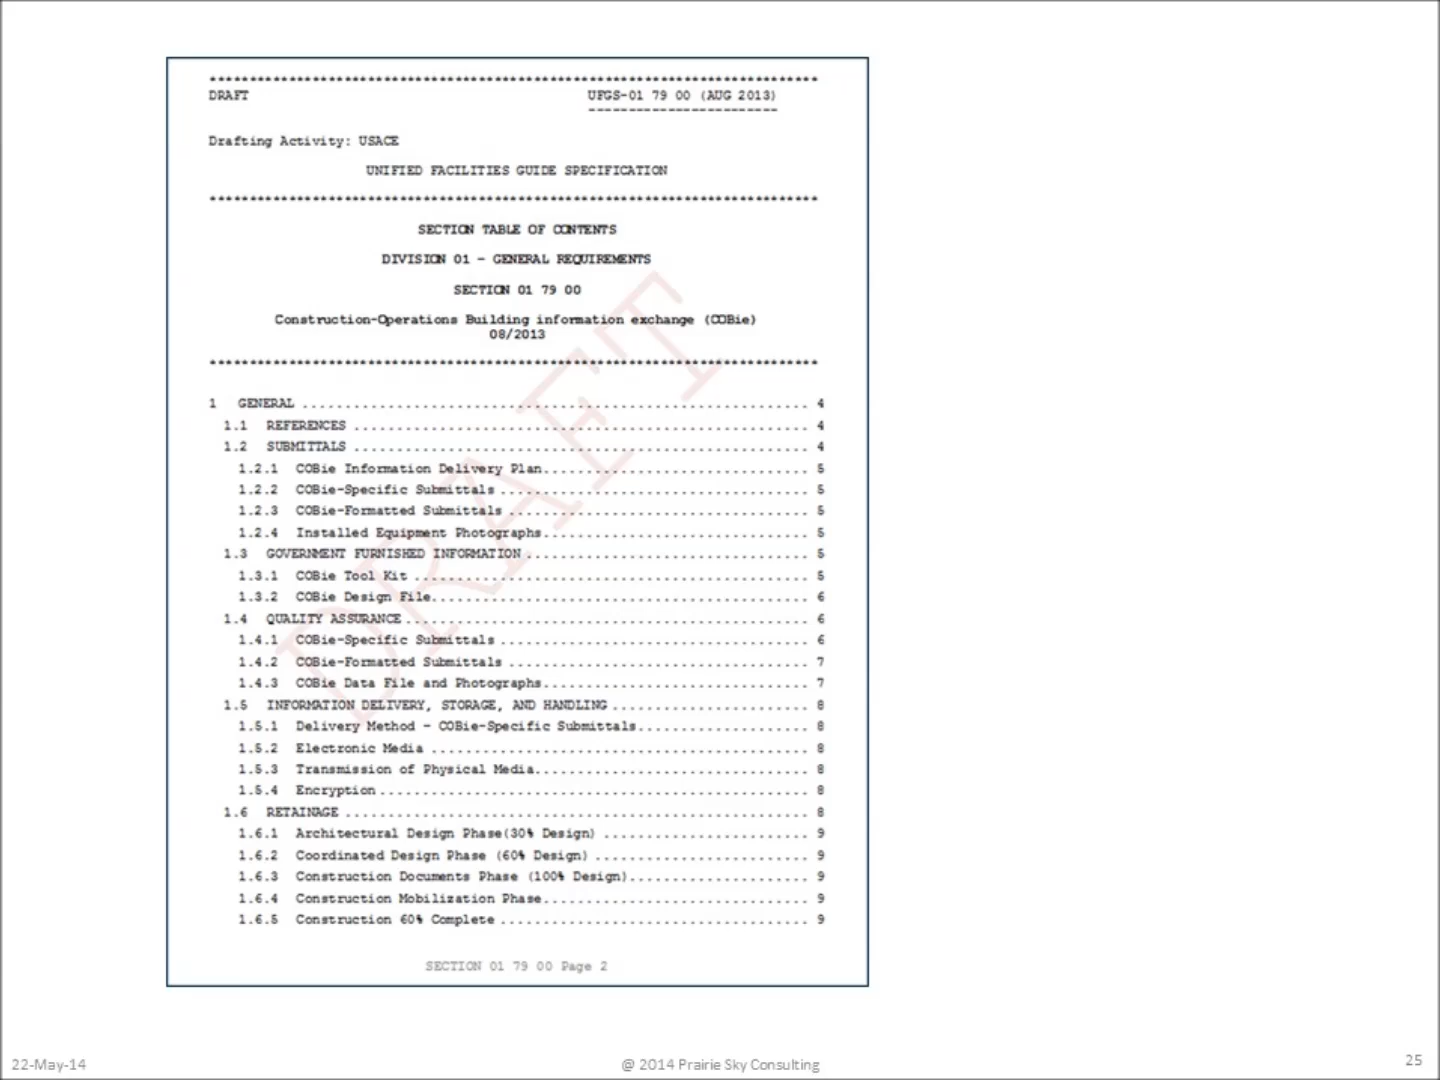 ********************************************************************************
DRAFT UFGS-01 79 00 (AUG 2013)
------------------------
Drafting Activity: USACE
UNIFIED FACILITIES GUIDE SPECIFICATION
********************************************************************************
SECTION TABLE OF CONTENTS
DIVISION 01 - GENERAL REQUIREMENTS
SECTION 01 79 00
Construction-Operations Building information exchange (COBie)
08/2013
********************************************************************************
1 GENERAL ............................................................... 4
1.1 REFERENCES ......................................................... 4
1.2 SUBMITTALS ......................................................... 4
1.2.1 COBie Information Delivery Plan................................. 5
1.2.2 COBie-Specific Submittals ...................................... 5
1.2.3 COBie-Formatted Submittals ..................................... 5
1.2.4 Installed Equipment Photographs................................. 5
1.3 GOVERNMENT FURNISHED INFORMATION ................................... 5
1.3.1 COBie Tool Kit ................................................. 5
1.3.2 COBie Design File............................................... 6
1.4 QUALITY ASSURANCE .................................................. 6
1.4.1 COBie-Specific Submittals ...................................... 6
1.4.2 COBie-Formatted Submittals ..................................... 7
1.4.3 COBie Data File and Photographs................................. 7
1.5 INFORMATION DELIVERY, STORAGE, AND HANDLING ........................ 8
1.5.1 Delivery Method - COBie-Specific Submittals..................... 8
1.5.2 Electronic Media ............................................... 8
1.5.3 Transmission of Physical Media.................................. 8
1.5.4 Encryption ..................................................... 8
1.6 RETAINAGE .......................................................... 8
1.6.1 Architectural Design Phase(30% Design) ......................... 9
1.6.2 Coordinated Design Phase (60% Design) .......................... 9
1.6.3 Construction Documents Phase (100% Design)...................... 9
1.6.4 Construction Mobilization Phase................................. 9
1.6.5 Construction 60% Complete ...................................... 9
DRAFT
SECTION 01 79 00 Page 2
22-May-14 @ 2014 Prairie Sky Consulting 25